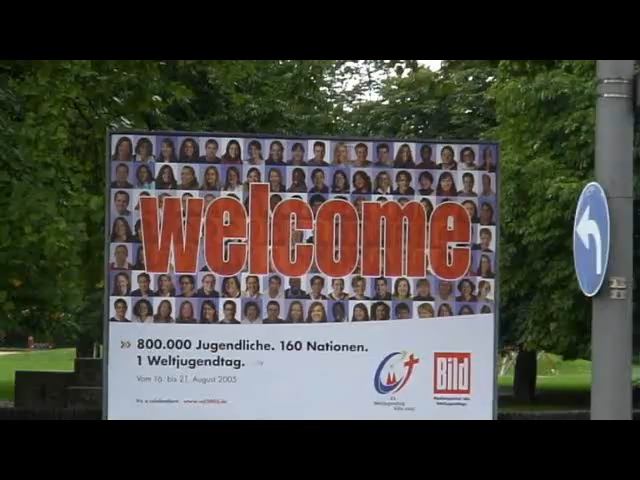 welcome
800.000 Jugendliche. 160 Nationen.
1 Weltjugendtag.
Vom 16. bis 21. August 2005
Bild